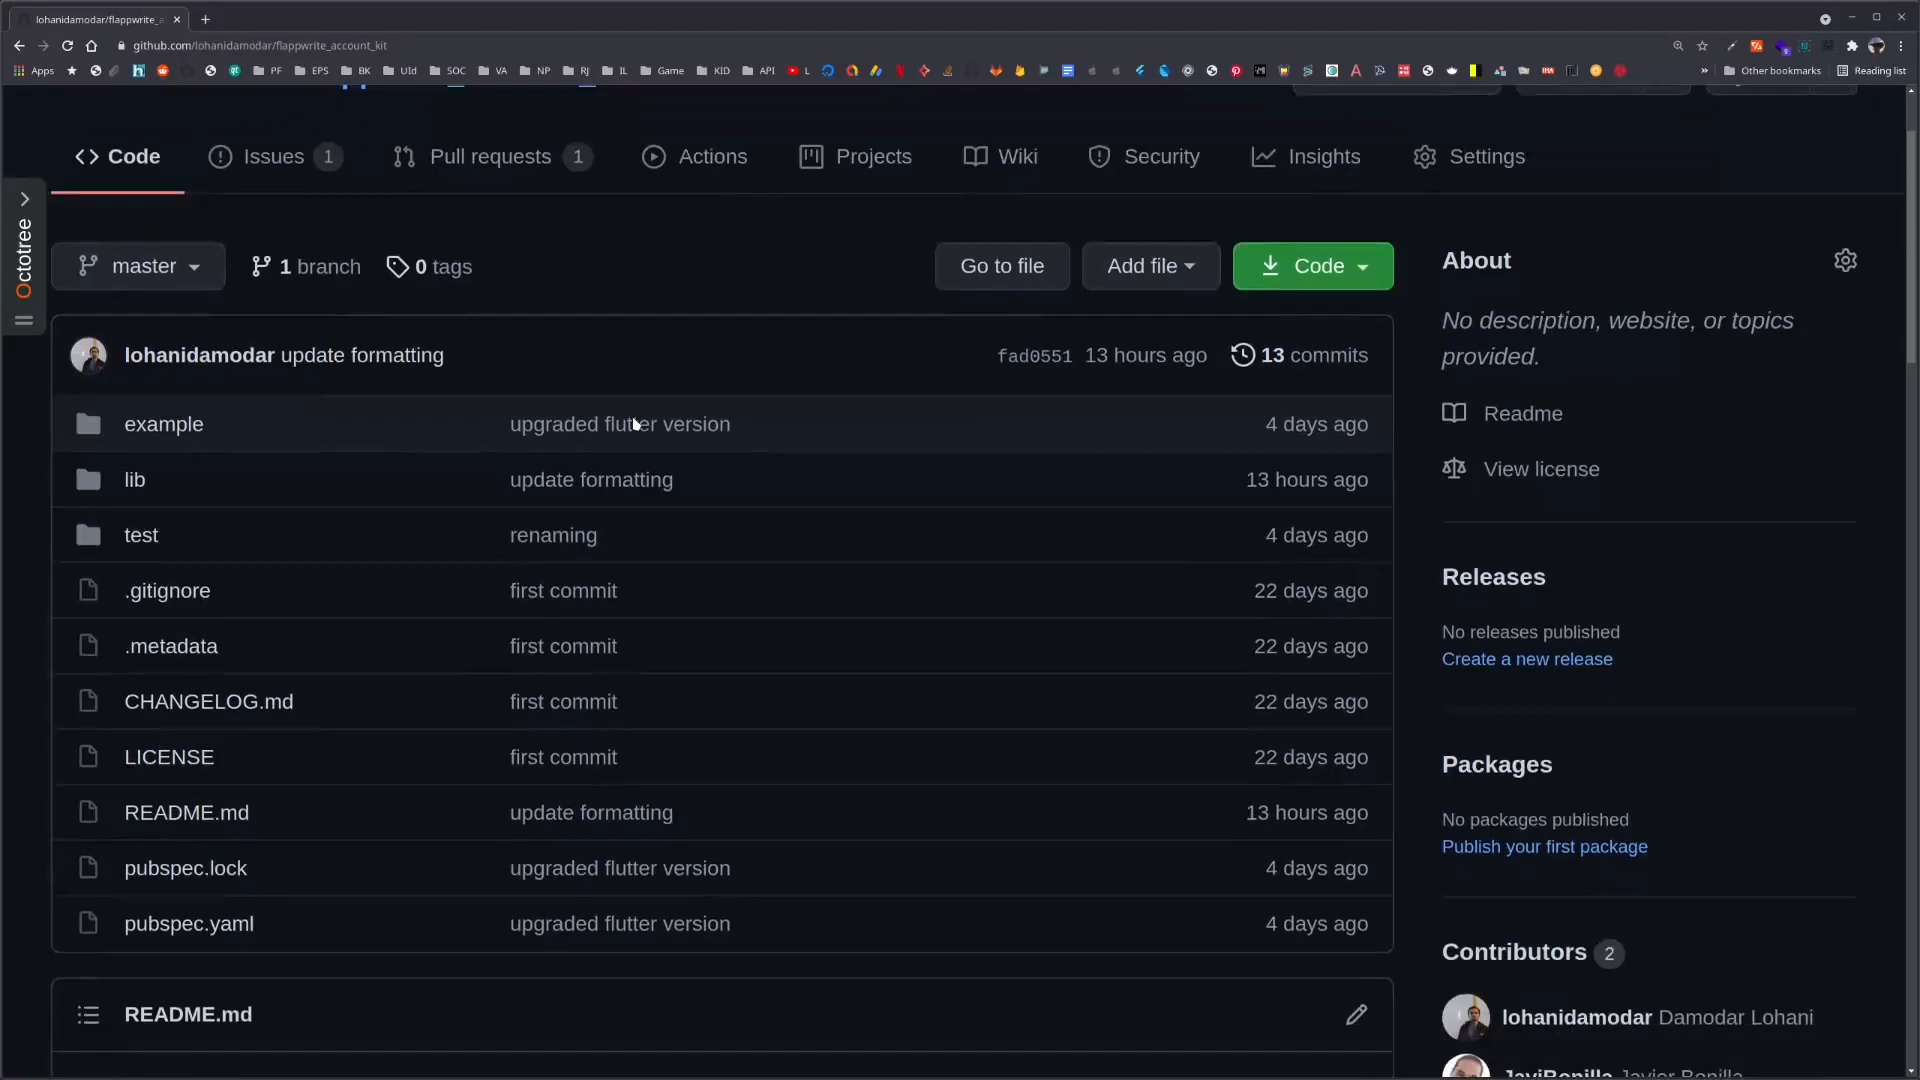 lohanidamodar/flappwrite_a
github.com/lohanidamodar/flappwrite_account_kit
Apps PF EPS BK UId SOC VA NP RJ IL Game KID API L Other bookmarks Reading list
Code Issues 1 Pull requests 1 Actions Projects Wiki Security Insights Settings
Octotree
master 1 branch 0 tags Go to file Add file Code
lohanidamodar update formatting fad0551 13 hours ago 13 commits
example upgraded flutter version 4 days ago
lib update formatting 13 hours ago
test renaming 4 days ago
.gitignore first commit 22 days ago
.metadata first commit 22 days ago
CHANGELOG.md first commit 22 days ago
LICENSE first commit 22 days ago
README.md update formatting 13 hours ago
pubspec.lock upgraded flutter version 4 days ago
pubspec.yaml upgraded flutter version 4 days ago
README.md
About
No description, website, or topics
provided.
Readme
View license
Releases
No releases published
Create a new release
Packages
No packages published
Publish your first package
Contributors 2
lohanidamodar Damodar Lohani
JaviBonilla Javier Bonilla